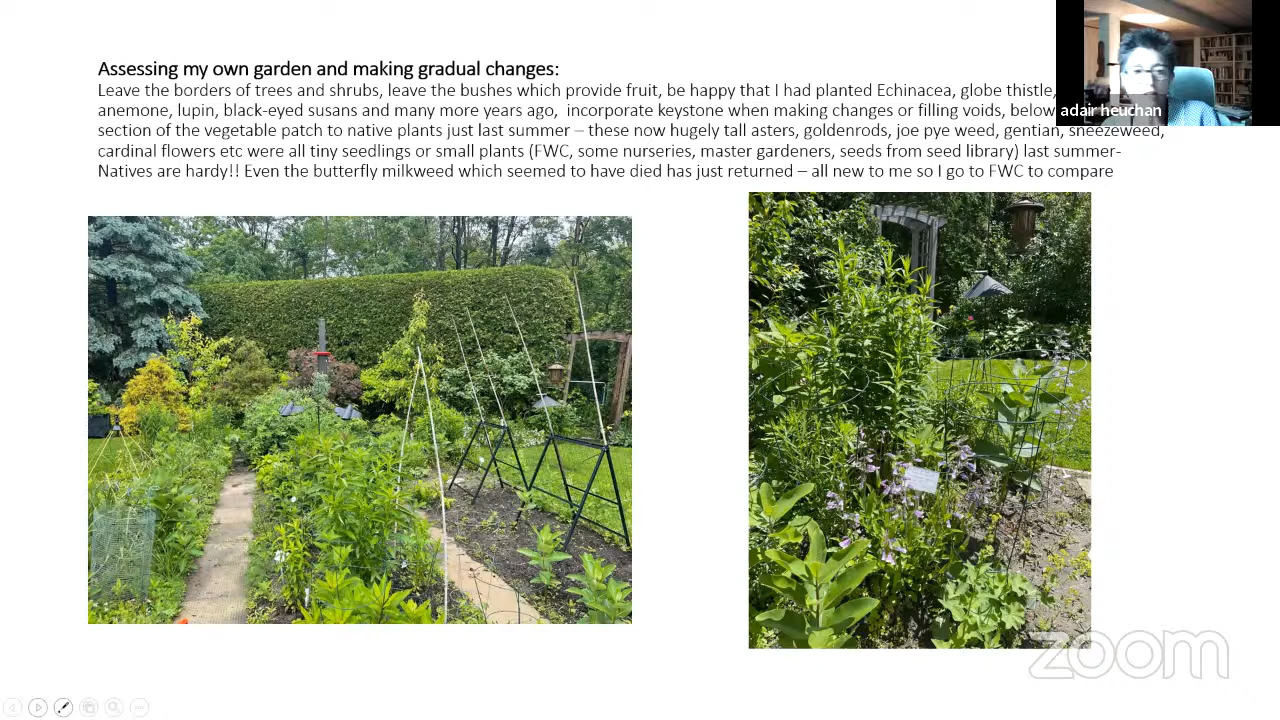 Assessing my own garden and making gradual changes:
Leave the borders of trees and shrubs, leave the bushes which provide fruit, be happy that I had planted Echinacea, globe thistle,
anemone, lupin, black-eyed susans and many more years ago,  incorporate keystone when making changes or filling voids, below
section of the vegetable patch to native plants just last summer – these now hugely tall asters, goldenrods, joe pye weed, gentian, sneezeweed,
cardinal flowers etc were all tiny seedlings or small plants (FWC, some nurseries, master gardeners, seeds from seed library) last summer-
Natives are hardy!! Even the butterfly milkweed which seemed to have died has just returned – all new to me so I go to FWC to compare
adair heuchan
zoom